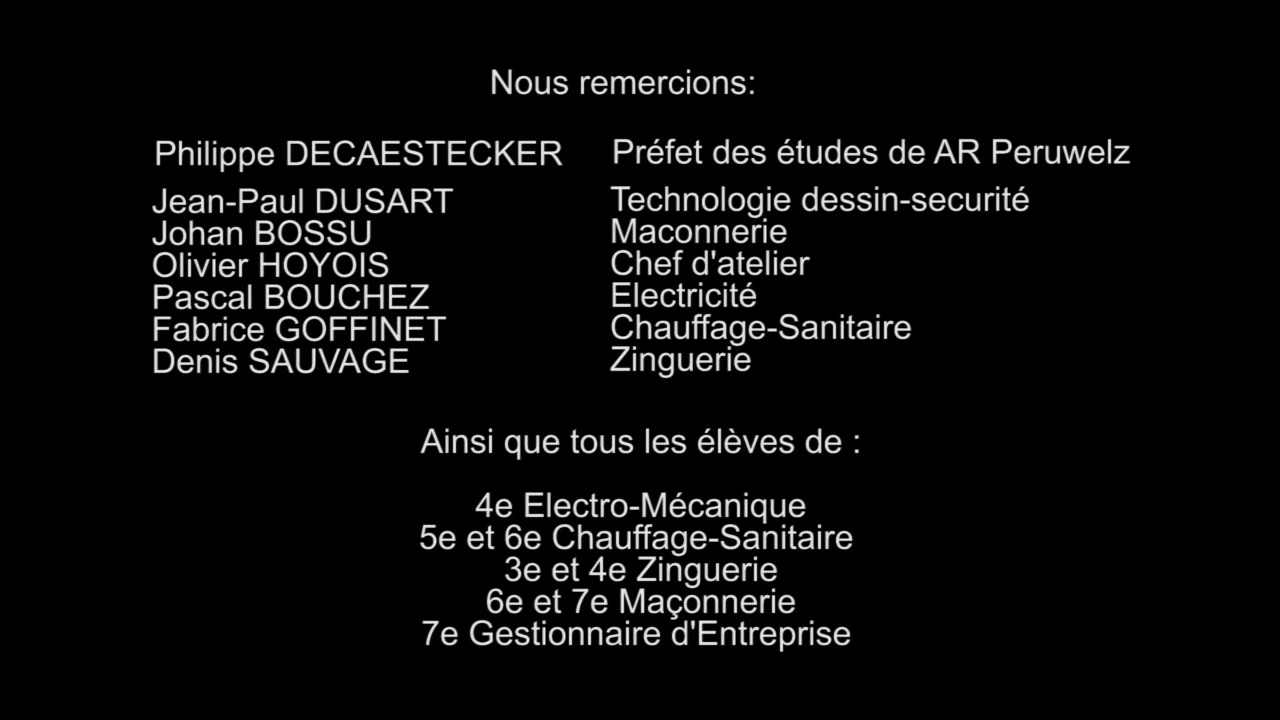 Nous remercions:
Philippe DECAESTECKER Préfet des études de AR Peruwelz
Jean-Paul DUSART Technologie dessin-securité
Johan BOSSU Maconnerie
Olivier HOYOIS Chef d'atelier
Pascal BOUCHEZ Electricité
Fabrice GOFFINET Chauffage-Sanitaire
Denis SAUVAGE Zinguerie
Ainsi que tous les élèves de :
4e Electro-Mécanique
5e et 6e Chauffage-Sanitaire
3e et 4e Zinguerie
6e et 7e Maçonnerie
7e Gestionnaire d'Entreprise